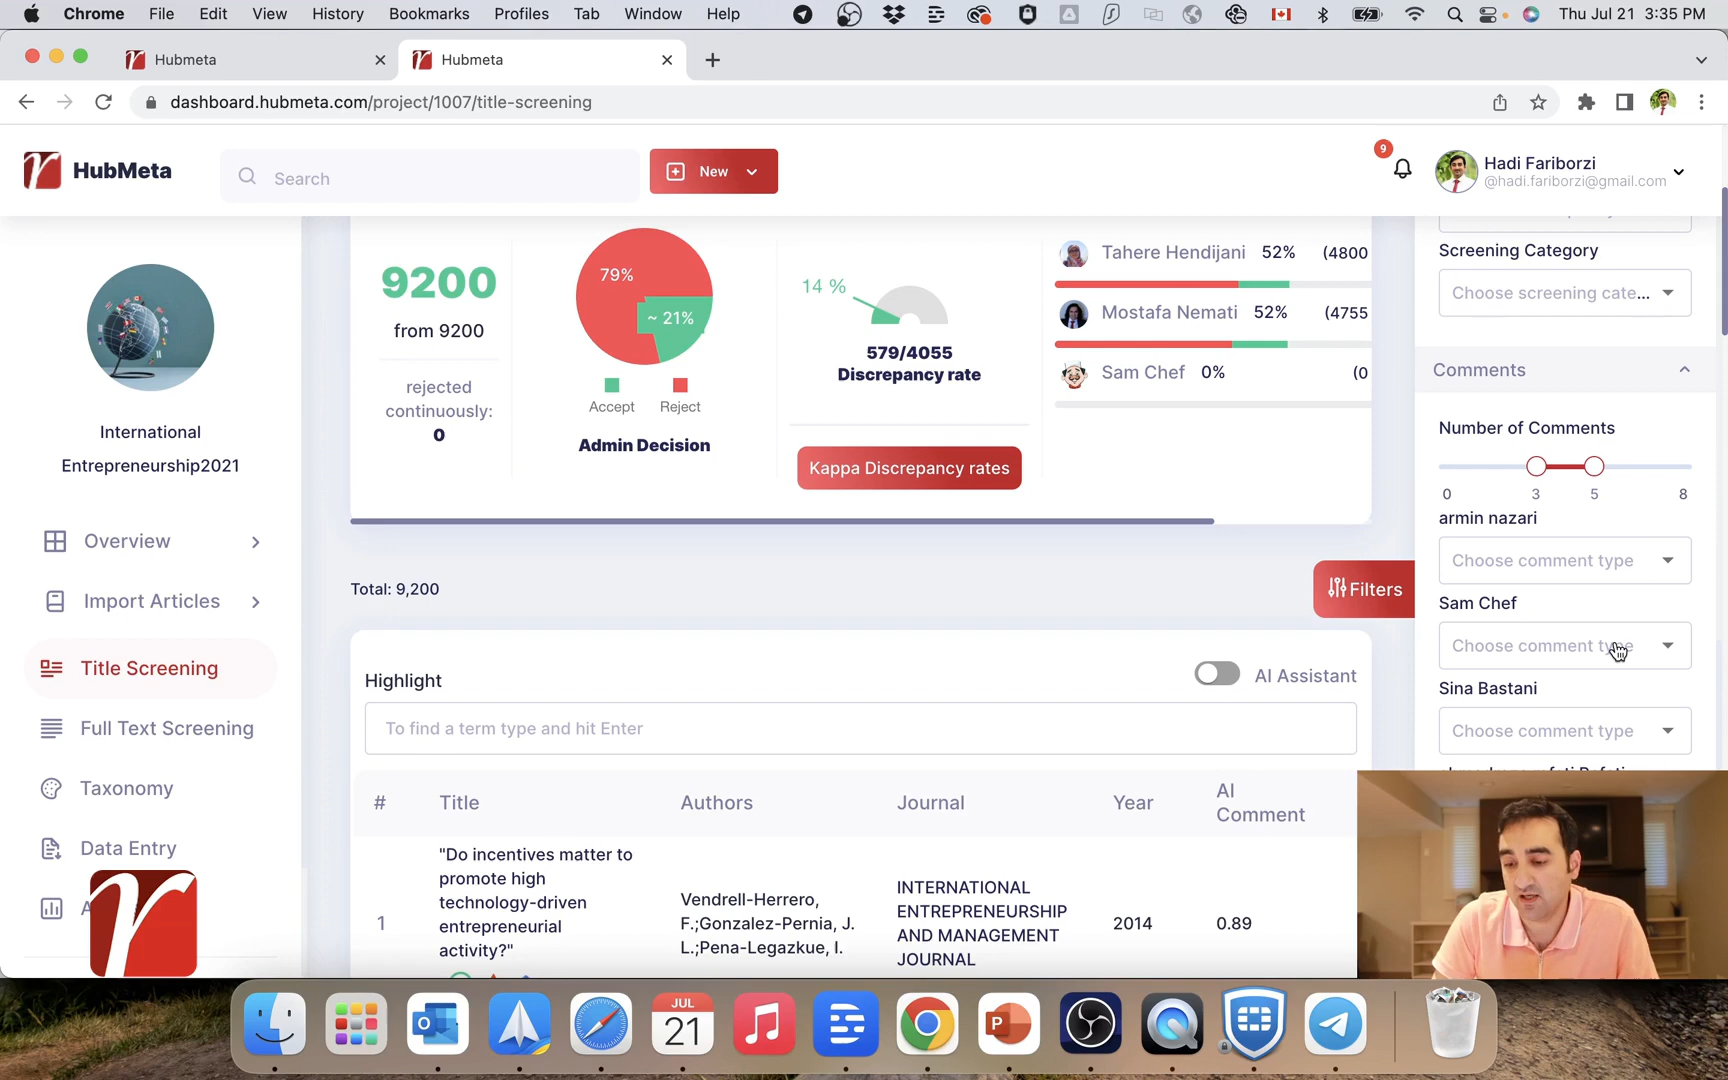 Chrome File Edit View History Bookmarks Profiles Tab Window Help Thu Jul 21 3:35 PM
Hubmeta Hubmeta
dashboard.hubmeta.com/project/1007/title-screening
HubMeta
Search
New
9
Hadi Fariborzi
@hadi.fariborzi@gmail.com
International
Entrepreneurship2021
Overview
Import Articles
Title Screening
Full Text Screening
Taxonomy
Data Entry
9200
from 9200
rejected
continuously:
0
79%
~ 21%
Accept Reject
Admin Decision
14 %
579/4055
Discrepancy rate
Kappa Discrepancy rates
Tahere Hendijani 52% (4800
Mostafa Nemati 52% (4755
Sam Chef 0% (0
Total: 9,200
Filters
Highlight
AI Assistant
To find a term type and hit Enter
# Title Authors Journal Year AI Comment
1
"Do incentives matter to
promote high
technology-driven
entrepreneurial
activity?"
Vendrell-Herrero,
F.;Gonzalez-Pernia, J.
L.;Pena-Legazkue, I.
INTERNATIONAL
ENTREPRENEURSHIP
AND MANAGEMENT
JOURNAL
2014
0.89
Screening Category
Choose screening cate...
Comments
Number of Comments
0 3 5 8
armin nazari
Choose comment type
Sam Chef
Choose comment type
Sina Bastani
Choose comment type
JUL
21